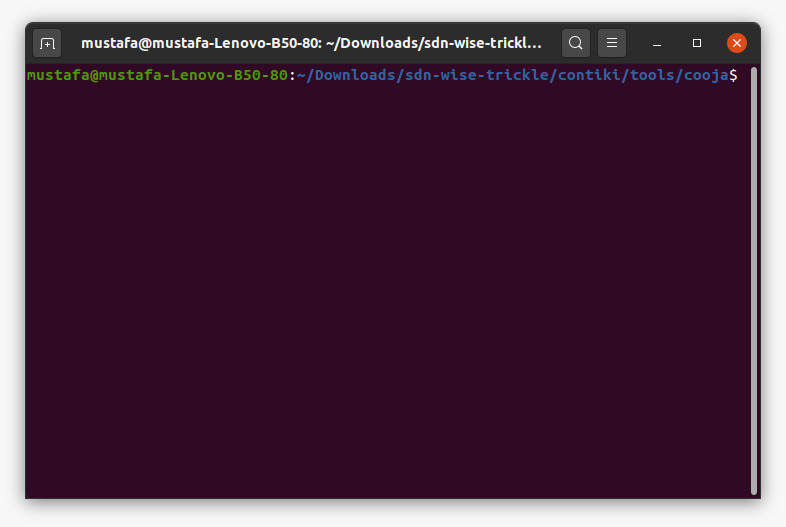 mustafa@mustafa-Lenovo-B50-80: ~/Downloads/sdn-wise-trickl...
mustafa@mustafa-Lenovo-B50-80:~/Downloads/sdn-wise-trickle/contiki/tools/cooja$